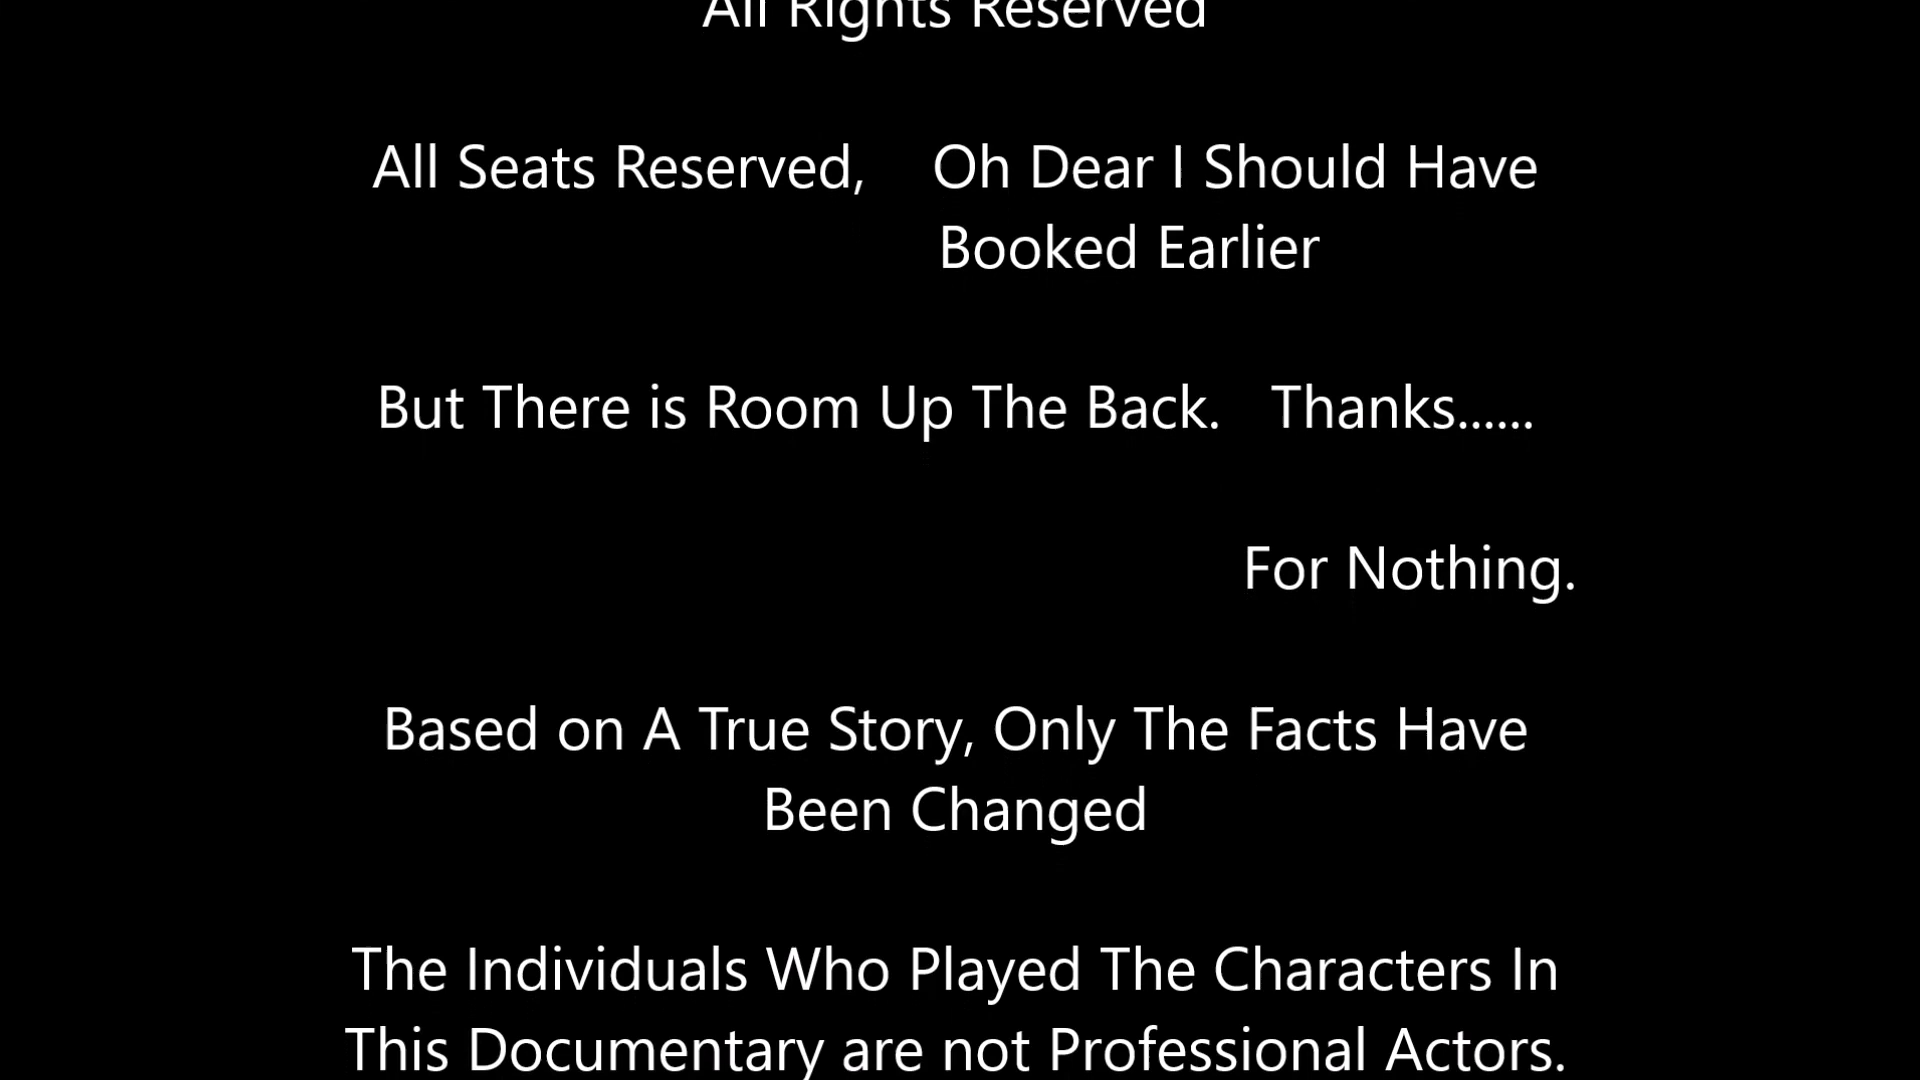 All Rights Reserved
All Seats Reserved, Oh Dear I Should Have
Booked Earlier
But There is Room Up The Back. Thanks......
For Nothing.
Based on A True Story, Only The Facts Have
Been Changed
The Individuals Who Played The Characters In
This Documentary are not Professional Actors.